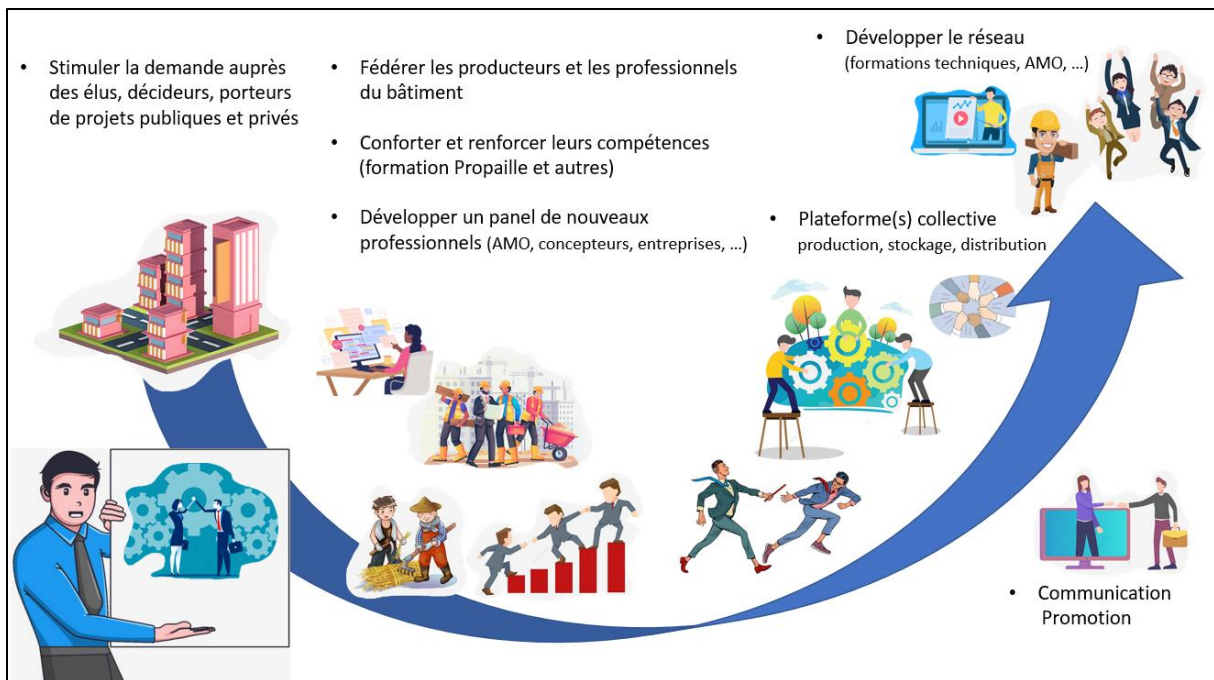 • Stimuler la demande auprès
des élus, décideurs, porteurs
de projets publiques et privés
• Fédérer les producteurs et les professionnels
du bâtiment
• Conforter et renforcer leurs compétences
(formation Propaille et autres)
• Développer un panel de nouveaux
professionnels (AMO, concepteurs, entreprises, ...)
• Développer le réseau
(formations techniques, AMO, ...)
• Plateforme(s) collective
production, stockage, distribution
• Communication
Promotion